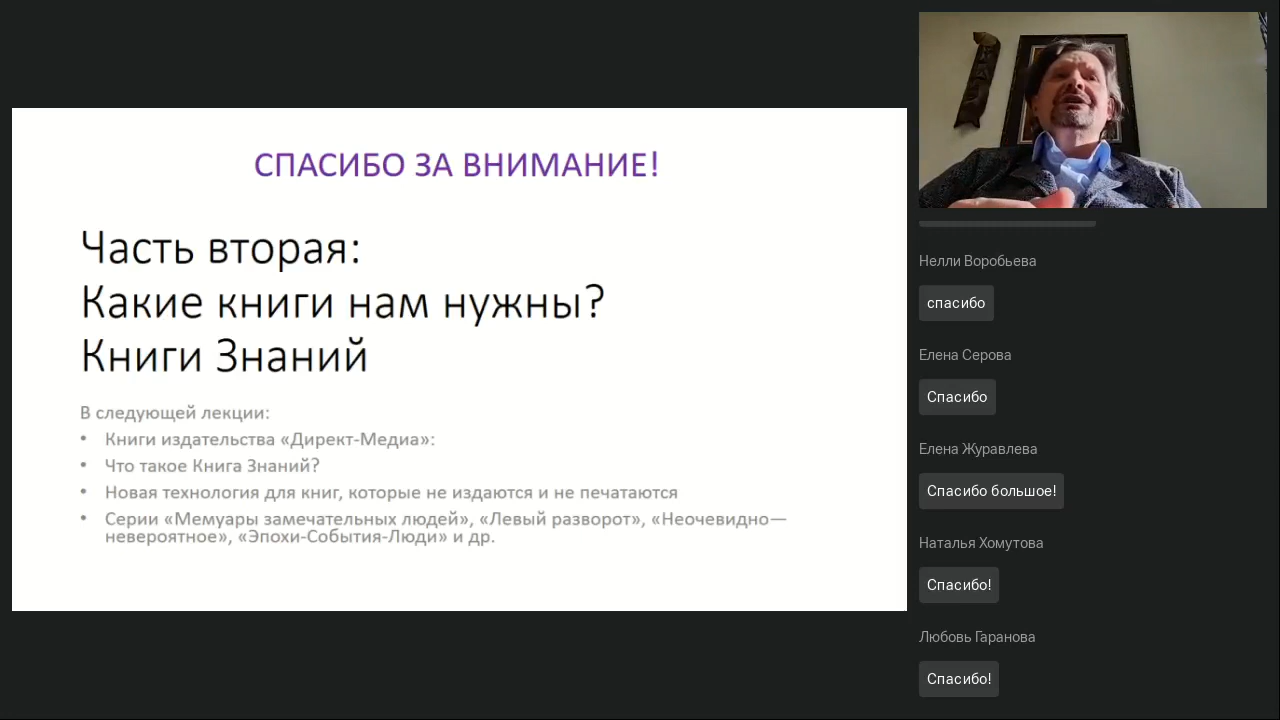 СПАСИБО ЗА ВНИМАНИЕ!
Часть вторая:
Какие книги нам нужны?
Книги Знаний
В следующей лекции:
• Книги издательства «Директ-Медиа»:
• Что такое Книга Знаний?
• Новая технология для книг, которые не издаются и не печатаются
• Серии «Мемуары замечательных людей», «Левый разворот», «Неочевидно—
невероятное», «Эпохи-События-Люди» и др.
Нелли Воробьева
спасибо
Елена Серова
Спасибо
Елена Журавлева
Спасибо большое!
Наталья Хомутова
Спасибо!
Любовь Гаранова
Спасибо!